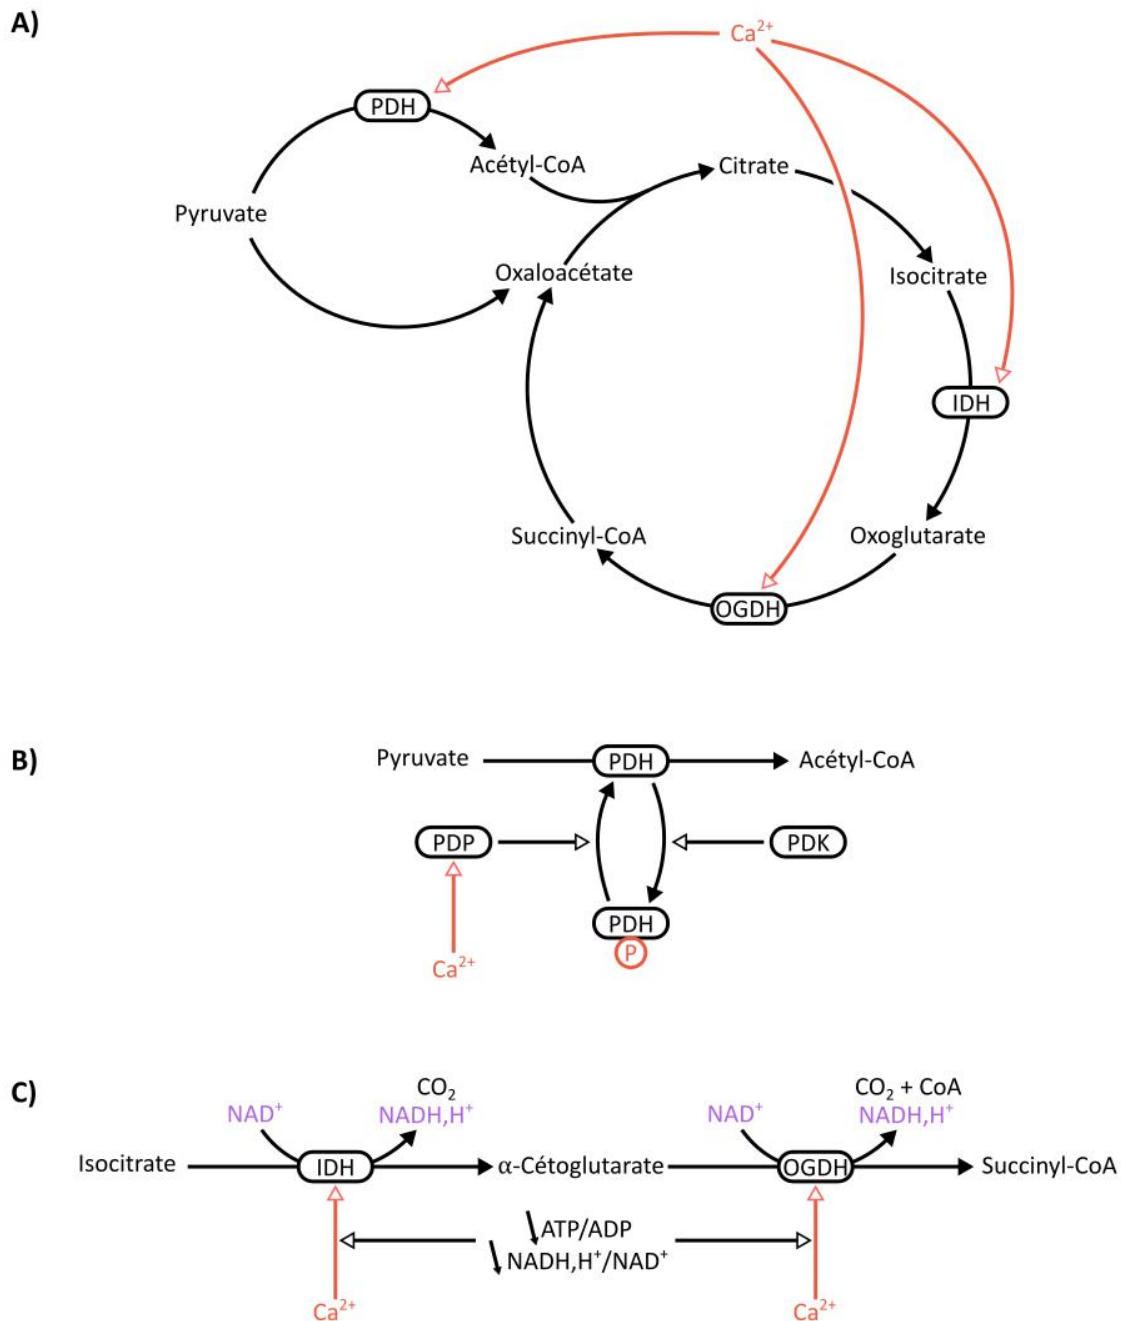 A)
Ca²⁺
PDH
Acétyl-CoA
Citrate
Pyruvate
Oxaloacétate
Isocitrate
IDH
Succinyl-CoA
Oxoglutarate
OGDH
B)
Pyruvate
PDH
Acétyl-CoA
PDP
PDK
PDH
P
Ca²⁺
C)
CO₂
CO₂ + CoA
NAD⁺
NADH,H⁺
NAD⁺
NADH,H⁺
Isocitrate
IDH
α-Cétoglutarate
OGDH
Succinyl-CoA
ATP/ADP
NADH,H⁺/NAD⁺
Ca²⁺
Ca²⁺